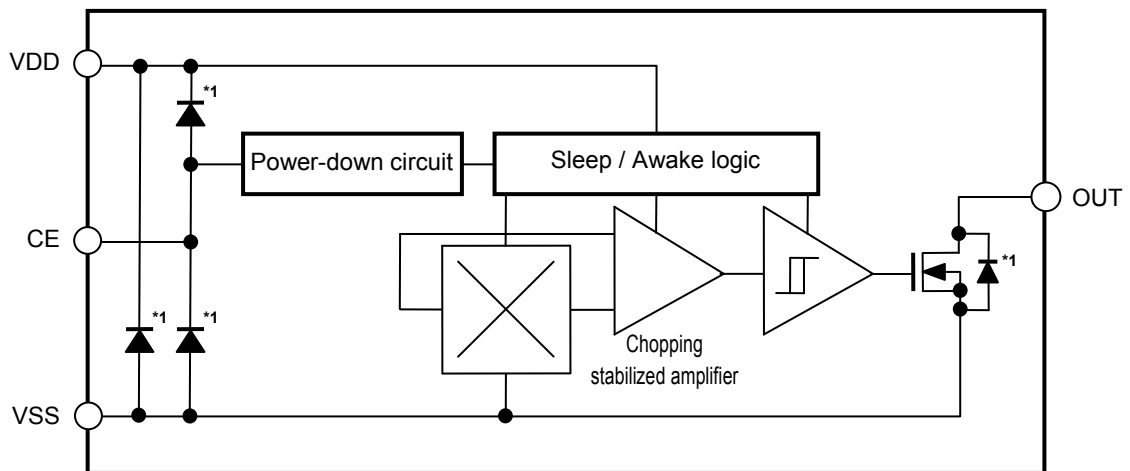 VDD
*1
Power-down circuit
Sleep / Awake logic
OUT
CE
*1
*1
*1
Chopping
stabilized amplifier
VSS